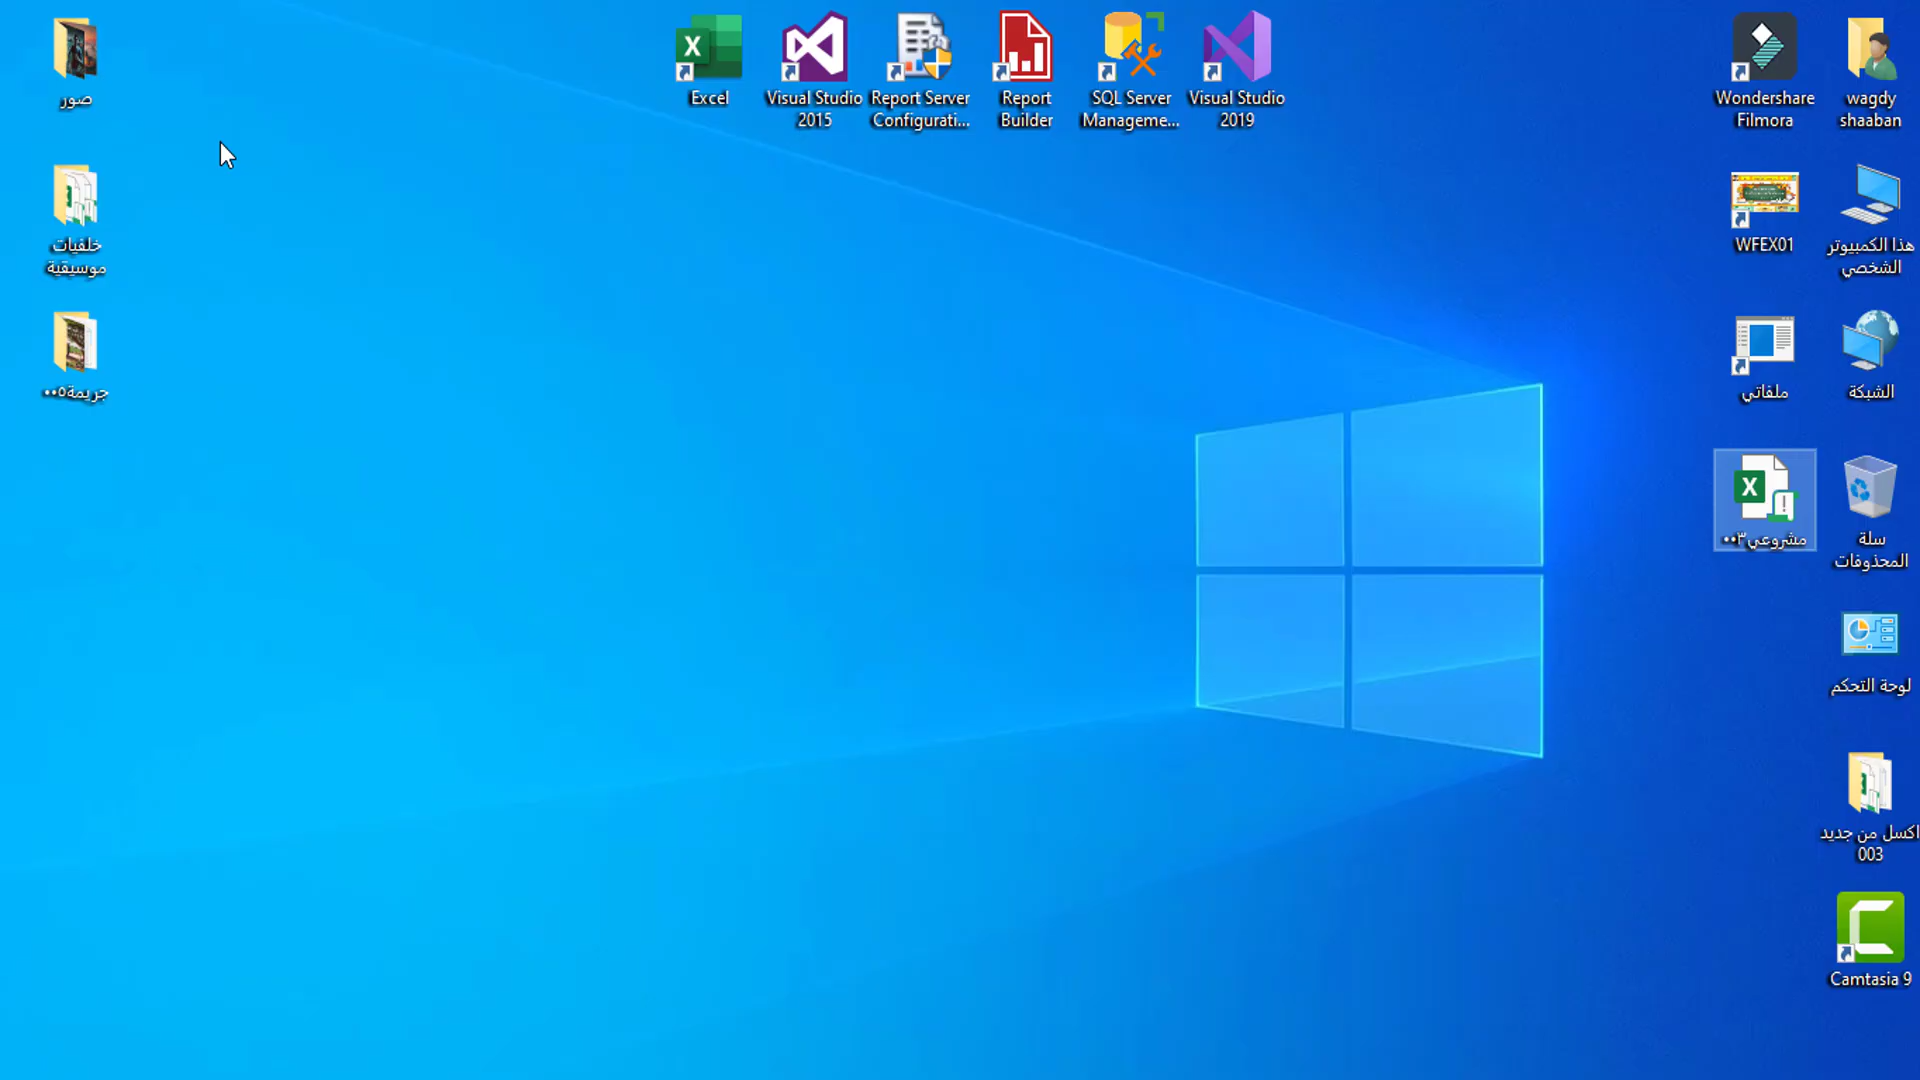 صور
خلفيات
موسيقية
جريمة٠٠٥
Excel
Visual Studio
2015
Report Server
Configurati...
Report
Builder
SQL Server
Manageme...
Visual Studio
2019
Wondershare
Filmora
WFEX01
ملفاتي
مشروعي٠٠٣
wagdy
shaaban
هذا الكمبيوتر
الشخصي
الشبكة
سلة
المحذوفات
لوحة التحكم
اكسل من جديد
003
Camtasia 9